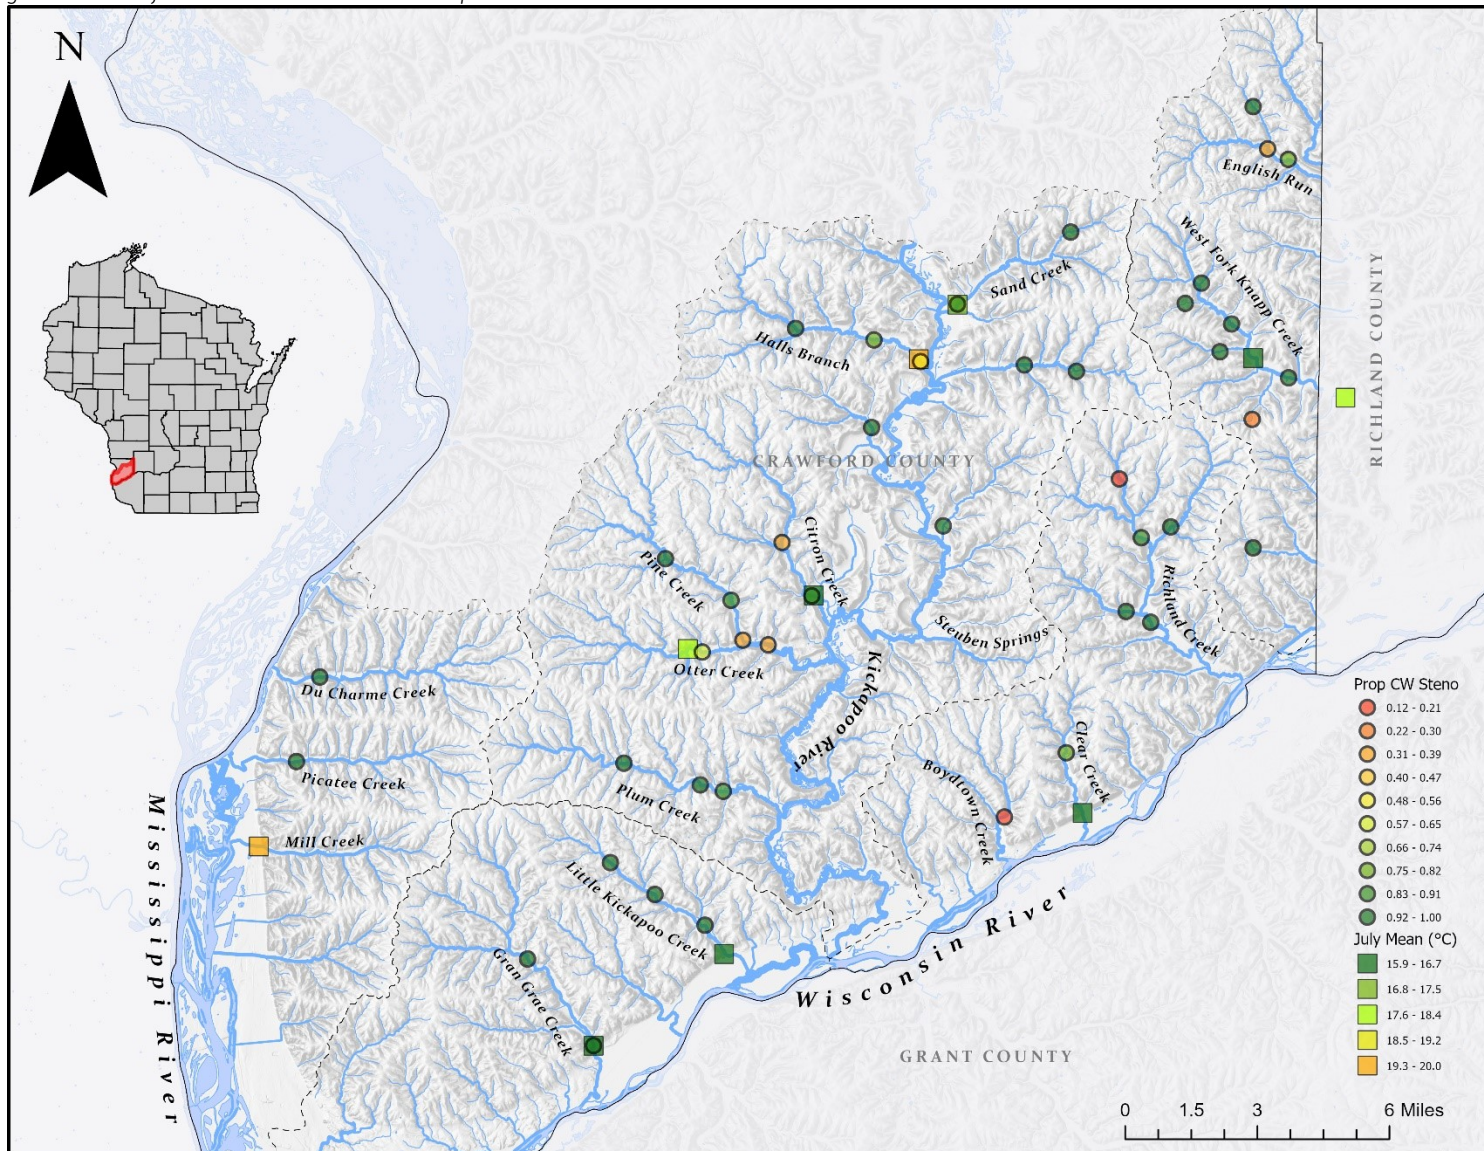 N
English Run
West Fork Knapp Creek
Sand Creek
RICHLAND COUNTY
Halls Branch
CRAWFORD COUNTY
Citron Creek
Pine Creek
Richland Creek
Steuben Springs
Otter Creek
Kickapoo River
Du Charme Creek
Picatee Creek
Plum Creek
Boydtown Creek
Clear Creek
Mississippi River
Mill Creek
Little Kickapoo Creek
Gran Grae Creek
Wisconsin River
GRANT COUNTY
Prop CW Steno
0.12 - 0.21
0.22 - 0.30
0.31 - 0.39
0.40 - 0.47
0.48 - 0.56
0.57 - 0.65
0.66 - 0.74
0.75 - 0.82
0.83 - 0.91
0.92 - 1.00
July Mean (°C)
15.9 - 16.7
16.8 - 17.5
17.6 - 18.4
18.5 - 19.2
19.3 - 20.0
0 1.5 3 6 Miles